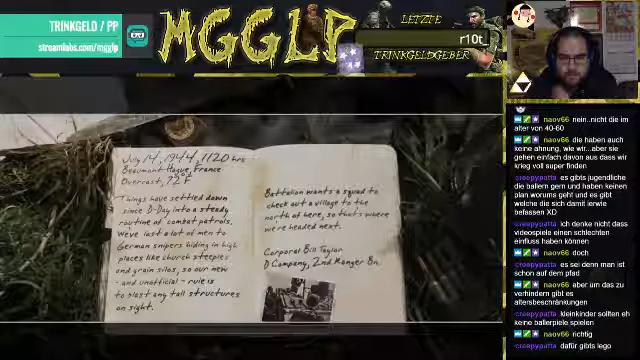 TRINKGELD / PP
streamlabs.com/mgglp
MGGLP
LETZTE
r10t
TRINKGELDGEBER
July 14, 1944, 1120 hrs
Beaumont Hague, France
Overcast, 72°F
Things have settled down
since D-Day into a steady
routine of combat patrols.
We've lost a lot of men to
German snipers hiding in high
places like church steeples
and grain silos, so our new
- and unofficial - rule is
to blast any tall structures
on sight.
Battalion wants a squad to
check out a village to the
north of here, so that's where
we're headed next.
Corporal Bill Taylor
D Company, 2nd Ranger Bn.
naov66 nein..nicht die im
alter von 40-60
naov66 die haben auch
keine ahnung, wie wir...aber sie
gehen einfach davon aus dass wir
krieg voll super finden
creepypatta es gibts jugendliche
die ballern gern und haben keinen
plan worums geht und es gibt
welche die sich damit ierwie
befassen XD
creepypatta ich denke nicht dass
videospiele einen schlechten
einfluss haben können
naov66 doch
creepypatta es sei denn man ist
schon auf dem pfad
naov66 aber um das zu
verhindern gibt es
altersbeschränkungen
creepypatta kleinkinder sollten eh
keine ballerpiele spielen
naov66 richtig
creepypatta dafür gibts lego